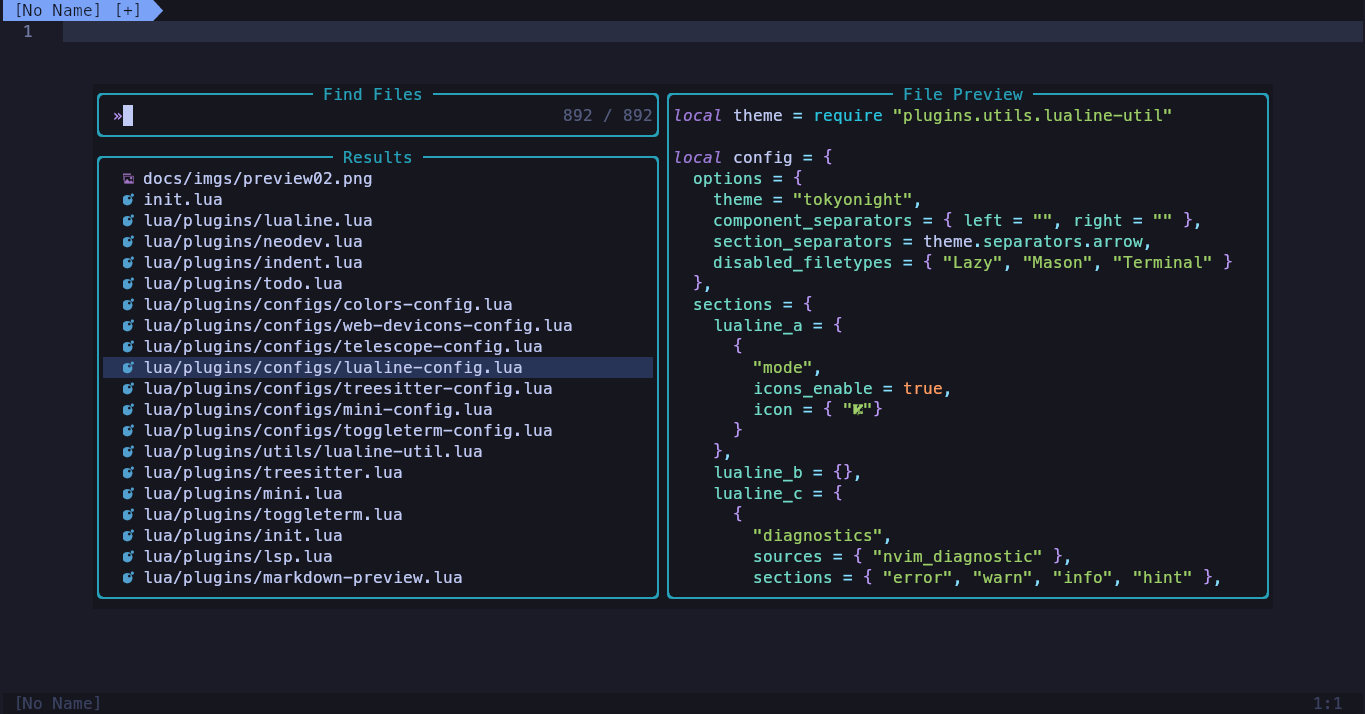 [No Name] [+]
1
Find Files
» 892 / 892
Results
docs/imgs/preview02.png
init.lua
lua/plugins/lualine.lua
lua/plugins/neodev.lua
lua/plugins/indent.lua
lua/plugins/todo.lua
lua/plugins/configs/colors-config.lua
lua/plugins/configs/web-devicons-config.lua
lua/plugins/configs/telescope-config.lua
lua/plugins/configs/lualine-config.lua
lua/plugins/configs/treesitter-config.lua
lua/plugins/configs/mini-config.lua
lua/plugins/configs/toggleterm-config.lua
lua/plugins/utils/lualine-util.lua
lua/plugins/treesitter.lua
lua/plugins/mini.lua
lua/plugins/toggleterm.lua
lua/plugins/init.lua
lua/plugins/lsp.lua
lua/plugins/markdown-preview.lua
File Preview
local theme = require "plugins.utils.lualine-util"
local config = {
  options = {
    theme = "tokyonight",
    component_separators = { left = "", right = "" },
    section_separators = theme.separators.arrow,
    disabled_filetypes = { "Lazy", "Mason", "Terminal" }
  },
  sections = {
    lualine_a = {
      {
        "mode",
        icons_enable = true,
        icon = { ""}
      }
    },
    lualine_b = {},
    lualine_c = {
      {
        "diagnostics",
        sources = { "nvim_diagnostic" },
        sections = { "error", "warn", "info", "hint" },
[No Name] 1:1